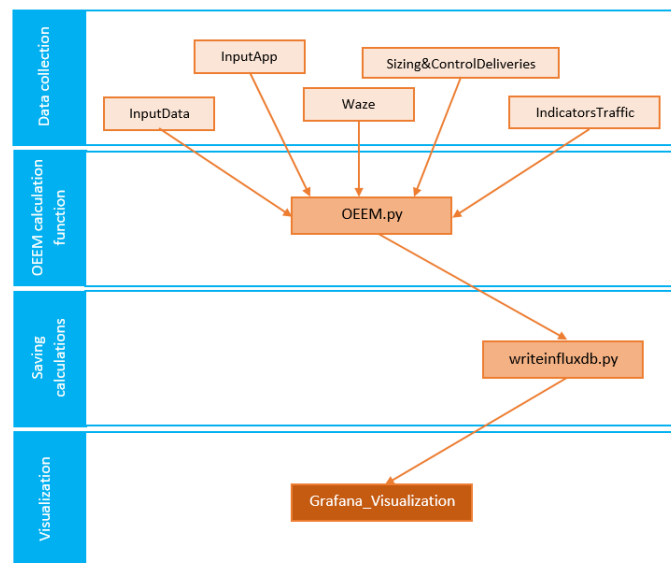 Data collection
InputApp
Sizing&ControlDeliveries
InputData
Waze
IndicatorsTraffic
OEEM calculation
function
OEEM.py
Saving
calculations
writeinfluxdb.py
Visualization
Grafana_Visualization